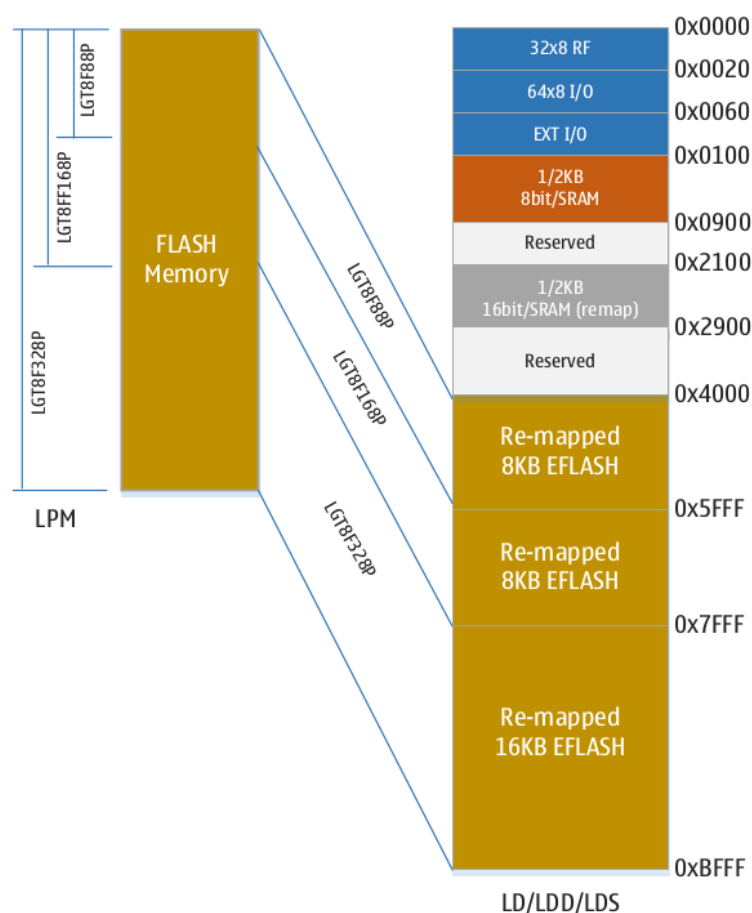 LGT8F88P
LGT8FF168P
LGT8F328P
FLASH
Memory
LPM
LGT8F88P
LGT8F168P
LGT8F328P
0x0000
32x8 RF
0x0020
64x8 I/O
0x0060
EXT I/O
0x0100
1/2KB
8bit/SRAM
0x0900
Reserved
0x2100
1/2KB
16bit/SRAM (remap)
0x2900
Reserved
0x4000
Re-mapped
8KB EFLASH
0x5FFF
Re-mapped
8KB EFLASH
0x7FFF
Re-mapped
16KB EFLASH
0xBFFF
LD/LDD/LDS